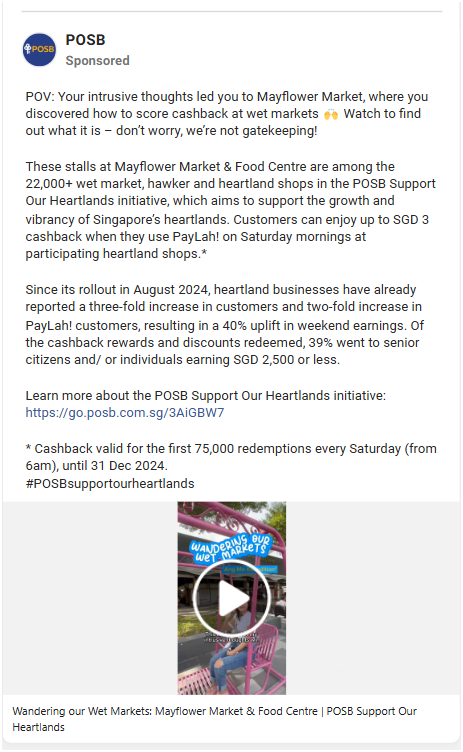 POSB
POSB
Sponsored
POV: Your intrusive thoughts led you to Mayflower Market, where you
discovered how to score cashback at wet markets 🙌 Watch to find
out what it is – don't worry, we're not gatekeeping!
These stalls at Mayflower Market & Food Centre are among the
22,000+ wet market, hawker and heartland shops in the POSB Support
Our Heartlands initiative, which aims to support the growth and
vibrancy of Singapore's heartlands. Customers can enjoy up to SGD 3
cashback when they use PayLah! on Saturday mornings at
participating heartland shops.*
Since its rollout in August 2024, heartland businesses have already
reported a three-fold increase in customers and two-fold increase in
PayLah! customers, resulting in a 40% uplift in weekend earnings. Of
the cashback rewards and discounts redeemed, 39% went to senior
citizens and/ or individuals earning SGD 2,500 or less.
Learn more about the POSB Support Our Heartlands initiative:
https://go.posb.com.sg/3AiGBW7
* Cashback valid for the first 75,000 redemptions every Saturday (from
6am), until 31 Dec 2024.
#POSBsupportourheartlands
WANDERING OUR
WET MARKETS
Wandering our Wet Markets: Mayflower Market & Food Centre | POSB Support Our
Heartlands